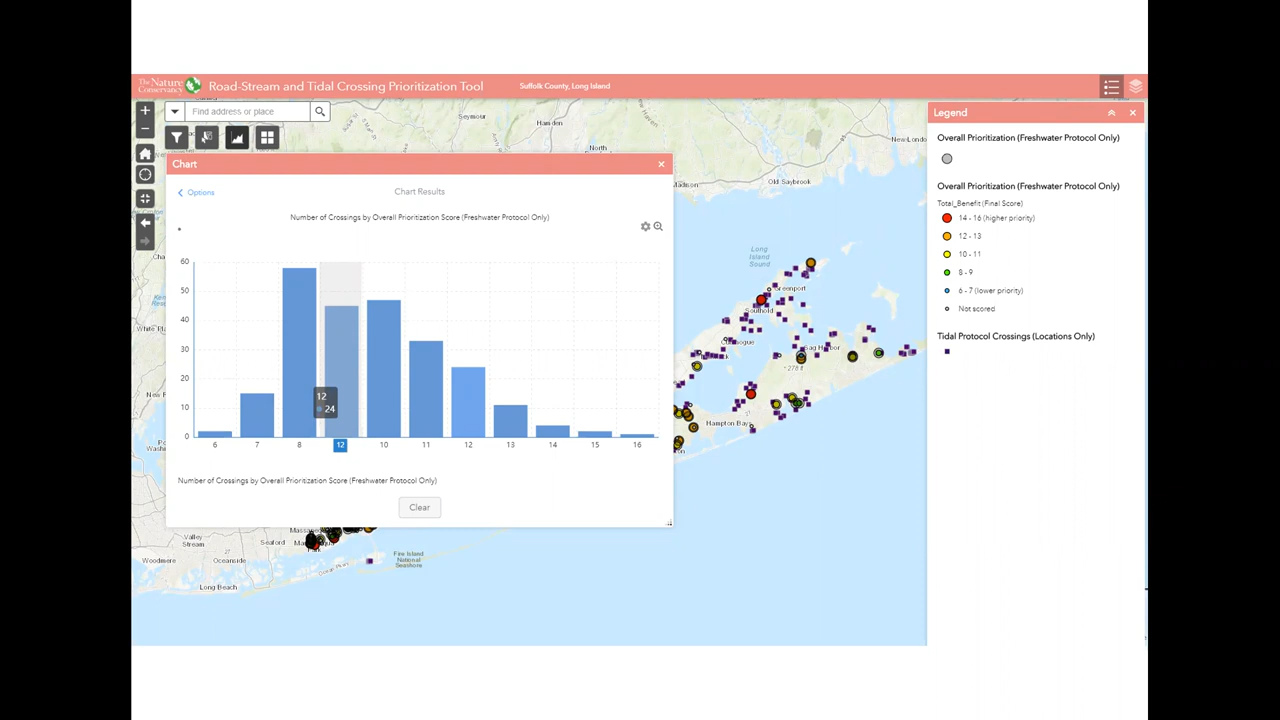 The Nature Conservancy
Road-Stream and Tidal Crossing Prioritization Tool
Suffolk County, Long Island
Find address or place
Seymour
Hamden
North
New-London
Madison
Old Saybrook
Chart
Options
Chart Results
Number of Crossings by Overall Prioritization Score (Freshwater Protocol Only)
60
50
40
30
20
10
0
12
24
6
7
8
12
10
11
12
13
14
15
16
Number of Crossings by Overall Prioritization Score (Freshwater Protocol Only)
Clear
Long Island Sound
Greenport
Southold
Sag Harbor
1278 ft
Hampton Bays
Valley Stream
Seaford
Woodmere
Oceanside
Long Beach
Fire Island National Seashore
Legend
Overall Prioritization (Freshwater Protocol Only)
Overall Prioritization (Freshwater Protocol Only)
Total_Benefit (Final Score)
14 - 16 (higher priority)
12 - 13
10 - 11
8 - 9
6 - 7 (lower priority)
Not scored
Tidal Protocol Crossings (Locations Only)